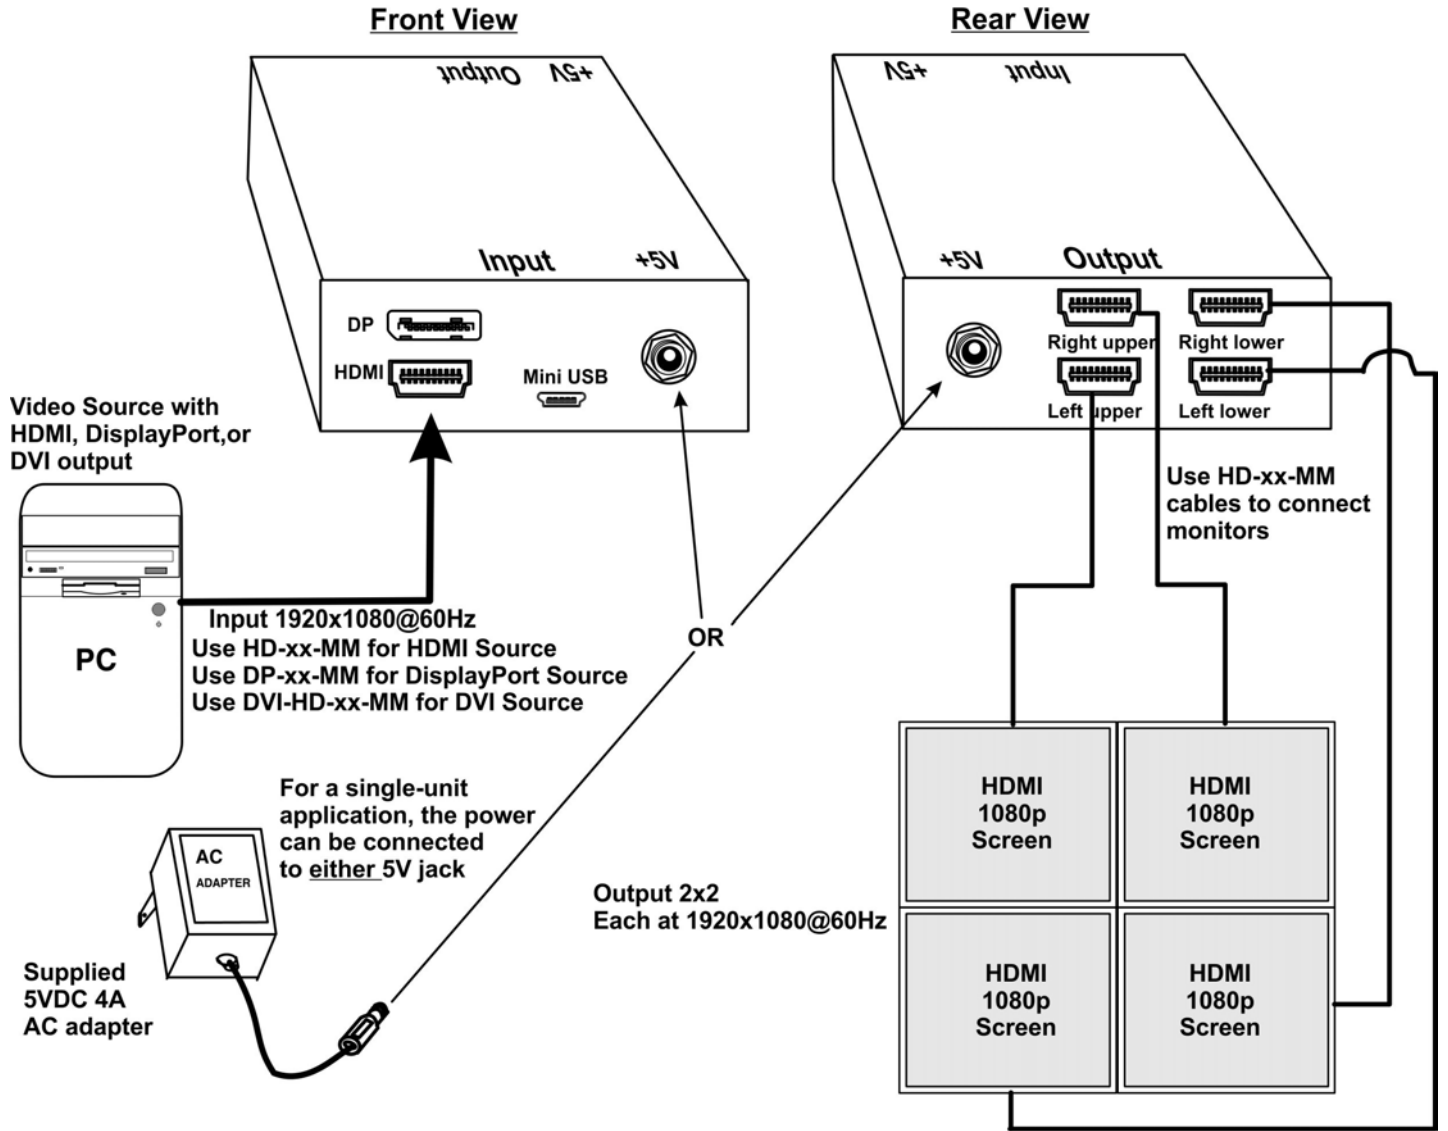 Front View
Rear View
Output +5V
+5V Input
Input +5V
+5V Output
DP
HDMI
Mini USB
Right upper Right lower
Left upper Left lower
Video Source with
HDMI, DisplayPort,or
DVI output
PC
Use HD-xx-MM
cables to connect
monitors
Input 1920x1080@60Hz
Use HD-xx-MM for HDMI Source
Use DP-xx-MM for DisplayPort Source
Use DVI-HD-xx-MM for DVI Source
OR
For a single-unit
application, the power
can be connected
to either 5V jack
AC
ADAPTER
Supplied
5VDC 4A
AC adapter
Output 2x2
Each at 1920x1080@60Hz
HDMI
1080p
Screen
HDMI
1080p
Screen
HDMI
1080p
Screen
HDMI
1080p
Screen